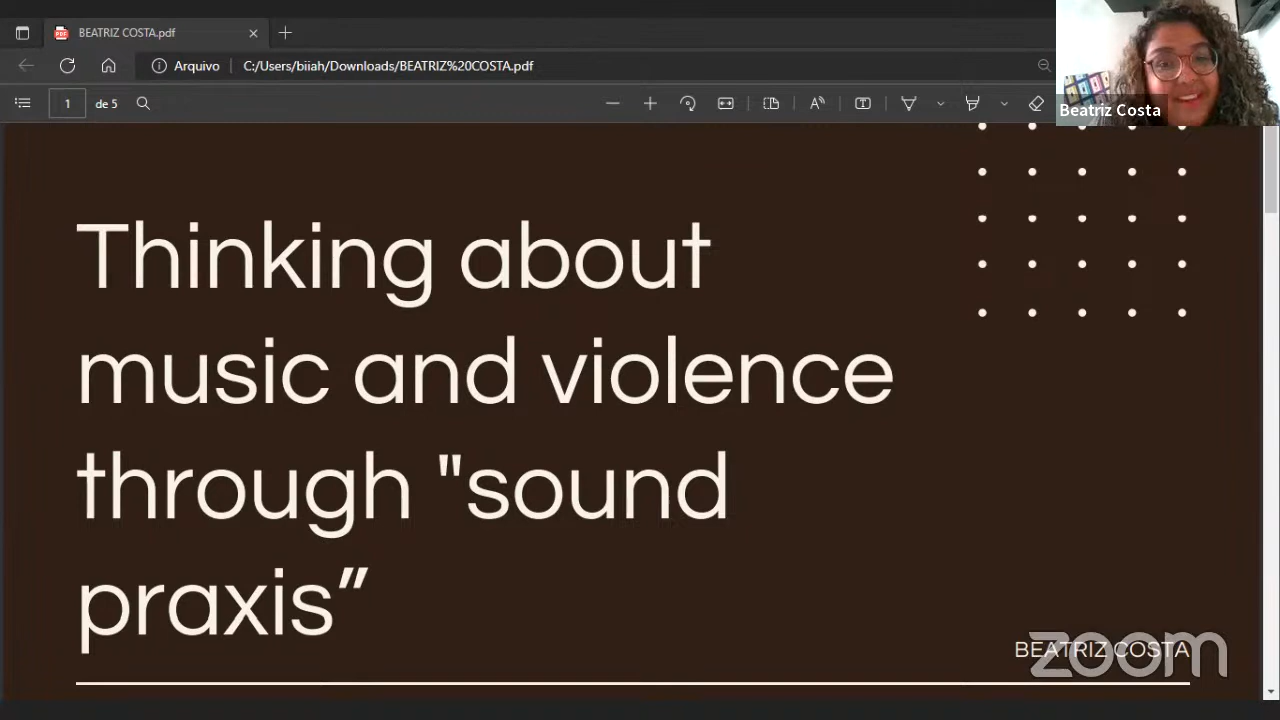 BEATRIZ COSTA.pdf
Arquivo C:/Users/biiah/Downloads/BEATRIZ%20COSTA.pdf
1 de 5
Beatriz Costa
Thinking about
music and violence
through "sound
praxis”
BEATRIZ COSTA
zoom